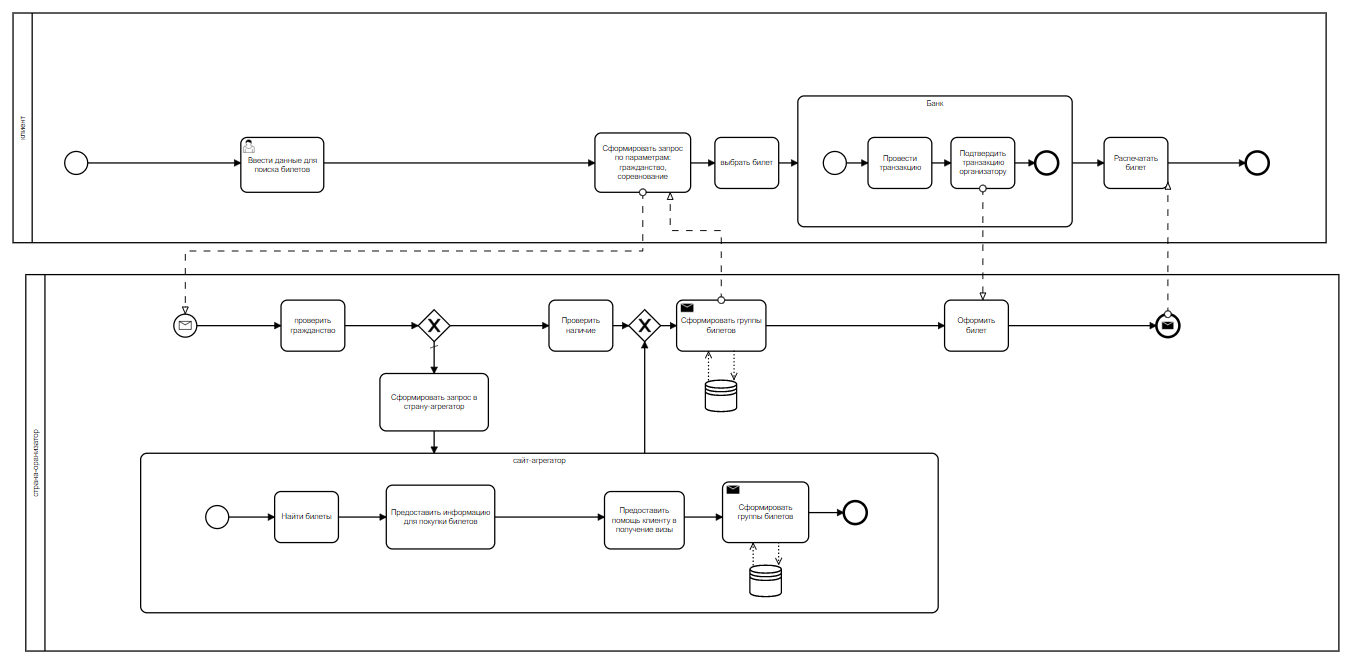 клиент
Банк
Ввести данные для
поиска билетов
Сформировать запрос
по параметрам:
гражданство,
соревнование
выбрать билет
Провести
транзакцию
Подтвердить
транзакцию
организатору
Распечатать
билет
страна-оранизатор
проверить
гражданство
Проверить
наличие
Сформировать группы
билетов
Оформить
билет
Сформировать запрос в
страну-агрегатор
сайт-агрегатор
Найти билеты
Предоставить информацию
для покупки билетов
Предоставить
помощь клиенту в
получение визы
Сформировать
группы билетов